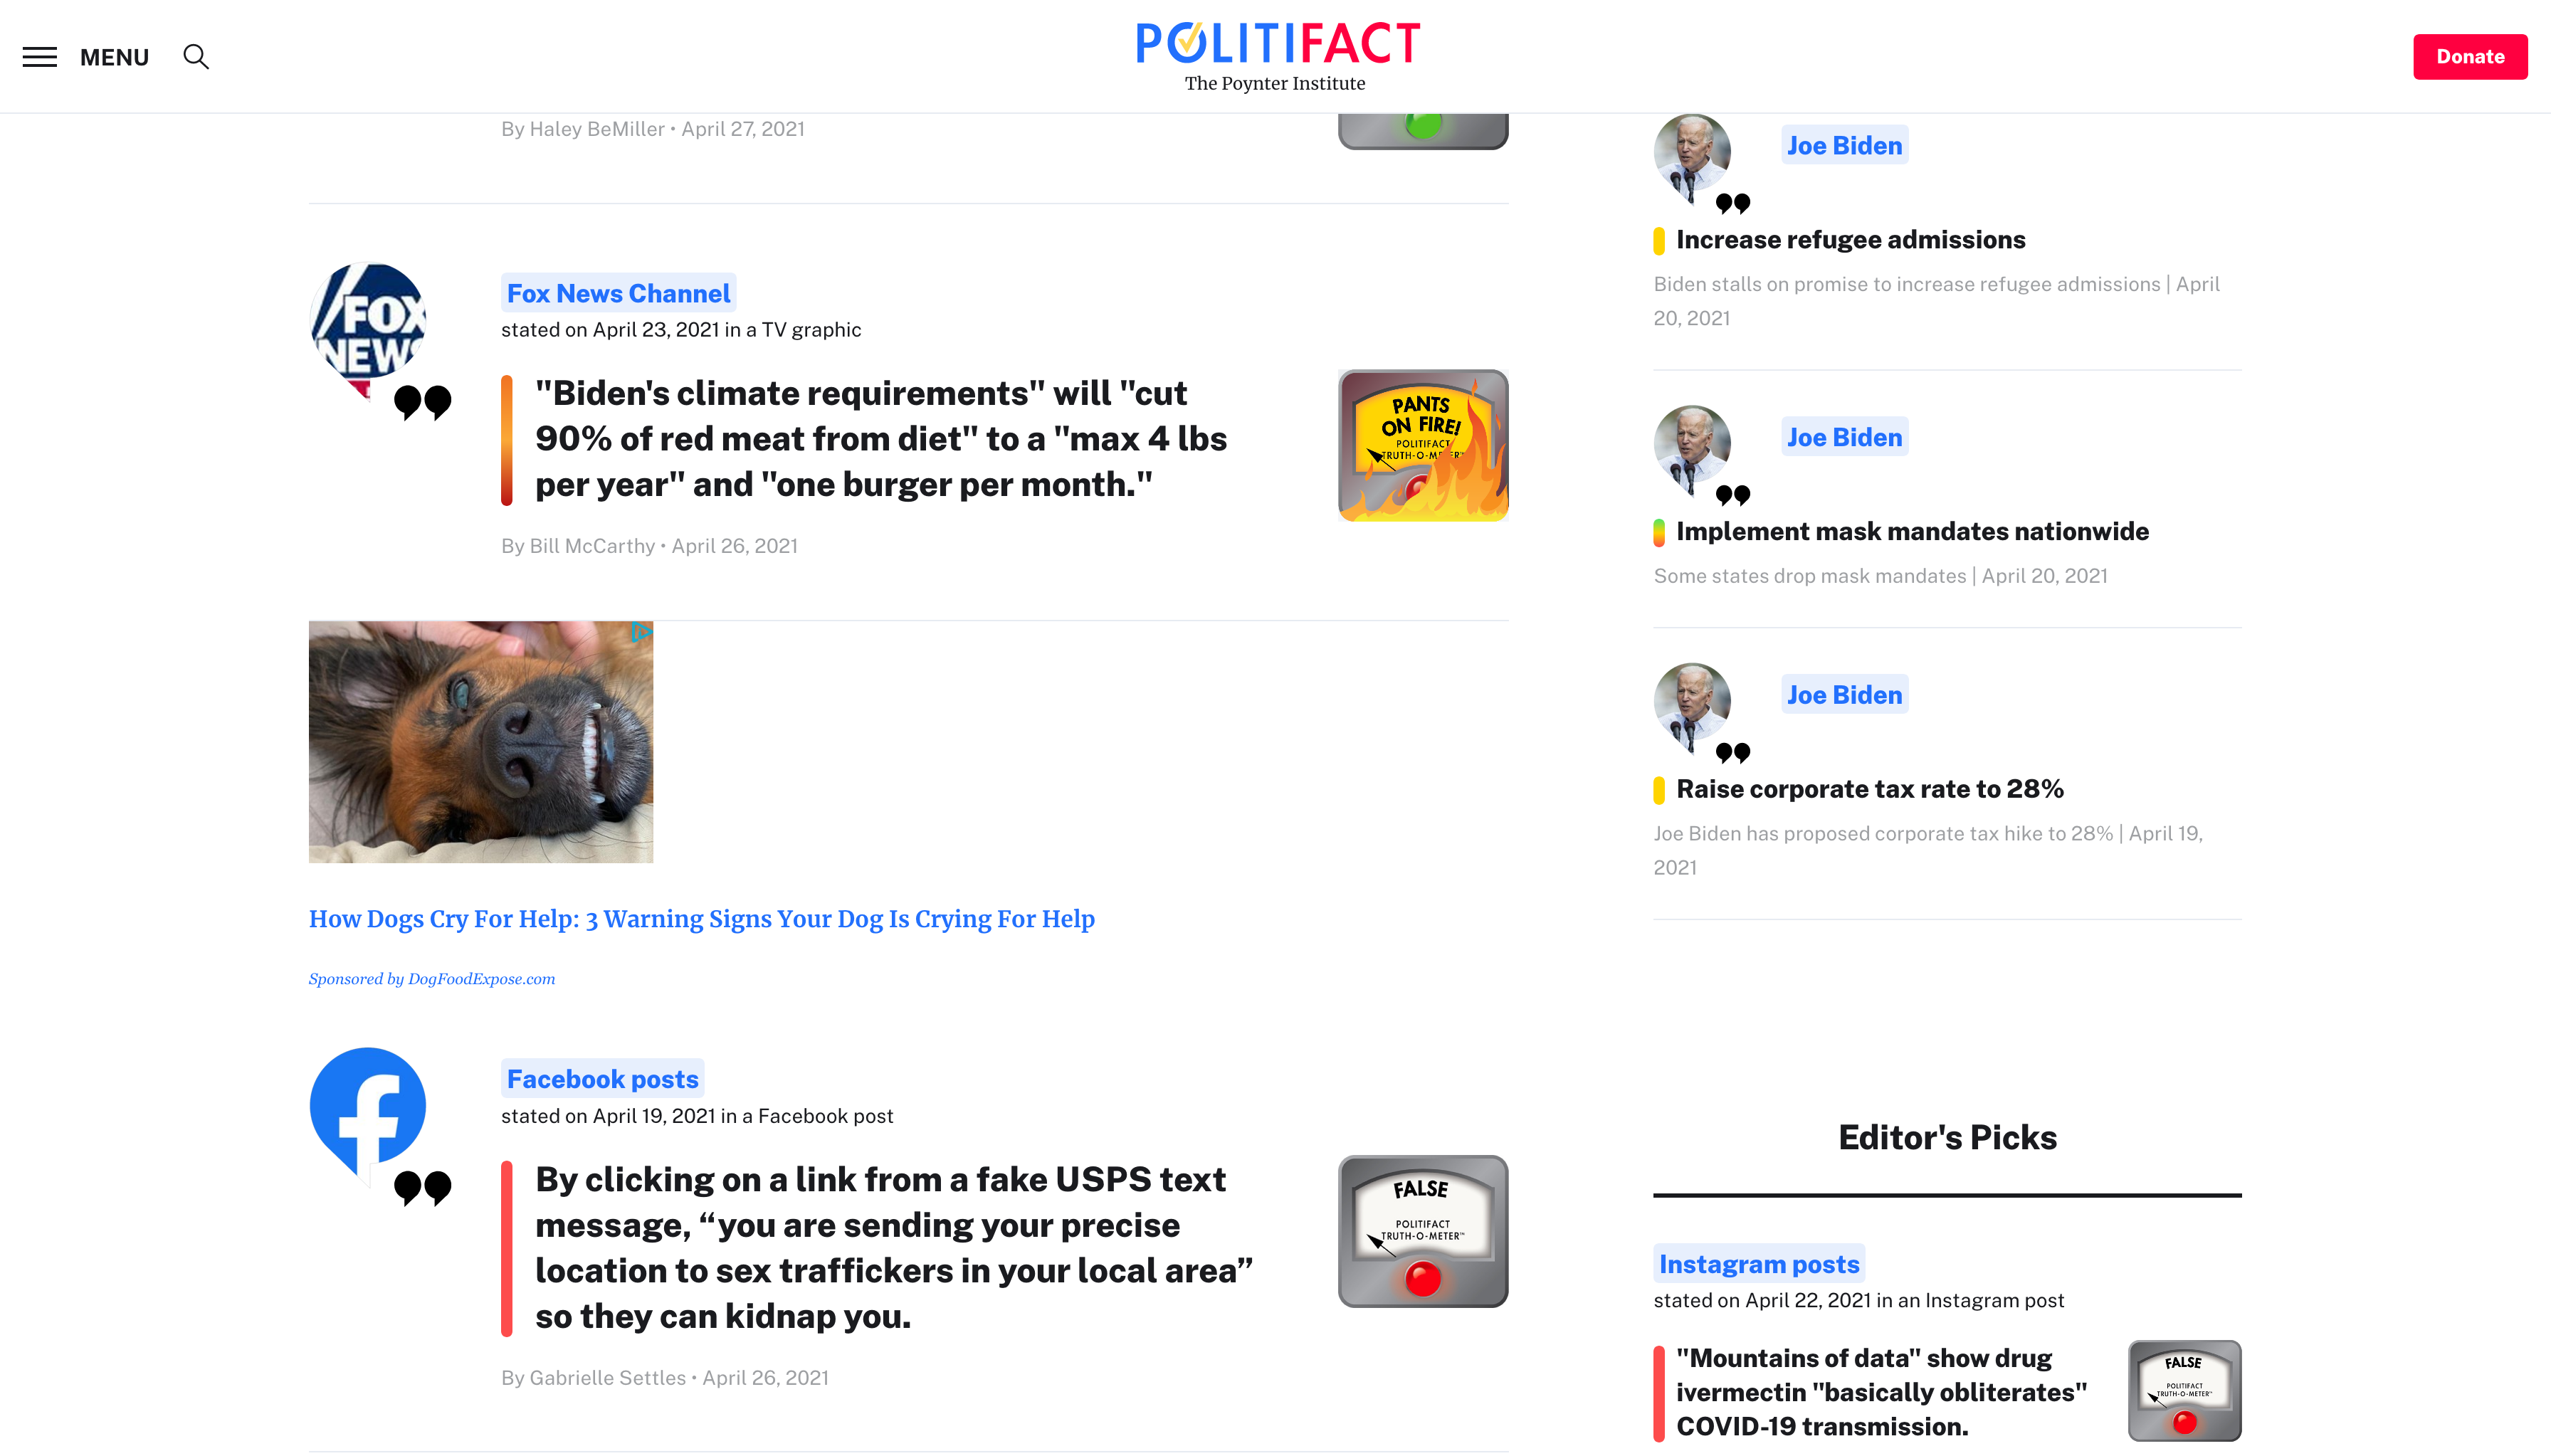 MENU
POLITIFACT
The Poynter Institute
Donate
By Haley BeMiller • April 27, 2021
FOX
NEWS
Fox News Channel
stated on April 23, 2021 in a TV graphic
"Biden's climate requirements" will "cut
90% of red meat from diet" to a "max 4 lbs
per year" and "one burger per month."
PANTS
ON FIRE!
POLITIFACT
TRUTH-O-METER™
By Bill McCarthy • April 26, 2021
How Dogs Cry For Help: 3 Warning Signs Your Dog Is Crying For Help
Sponsored by DogFoodExpose.com
Facebook posts
stated on April 19, 2021 in a Facebook post
By clicking on a link from a fake USPS text
message, “you are sending your precise
location to sex traffickers in your local area”
so they can kidnap you.
FALSE
POLITIFACT
TRUTH-O-METER™
By Gabrielle Settles • April 26, 2021
Joe Biden
Increase refugee admissions
Biden stalls on promise to increase refugee admissions | April
20, 2021
Joe Biden
Implement mask mandates nationwide
Some states drop mask mandates | April 20, 2021
Joe Biden
Raise corporate tax rate to 28%
Joe Biden has proposed corporate tax hike to 28% | April 19,
2021
Editor's Picks
Instagram posts
stated on April 22, 2021 in an Instagram post
"Mountains of data" show drug
ivermectin "basically obliterates"
COVID-19 transmission.
FALSE
POLITIFACT
TRUTH-O-METER™